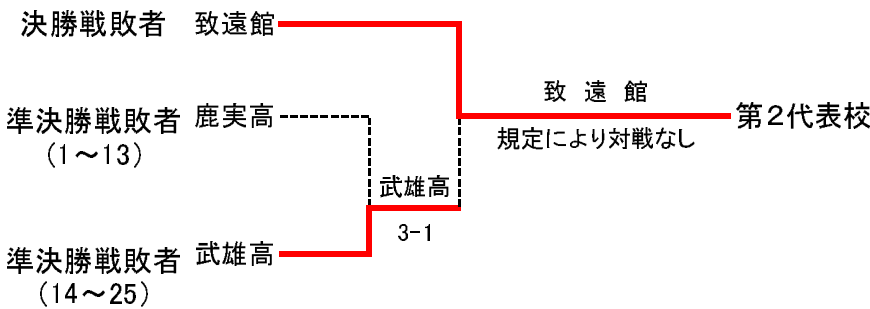 決勝戦敗者 致遠館
致 遠 館
規定により対戦なし
第2代表校
準決勝戦敗者 鹿実高
(1~13)
武雄高
3-1
準決勝戦敗者 武雄高
(14~25)